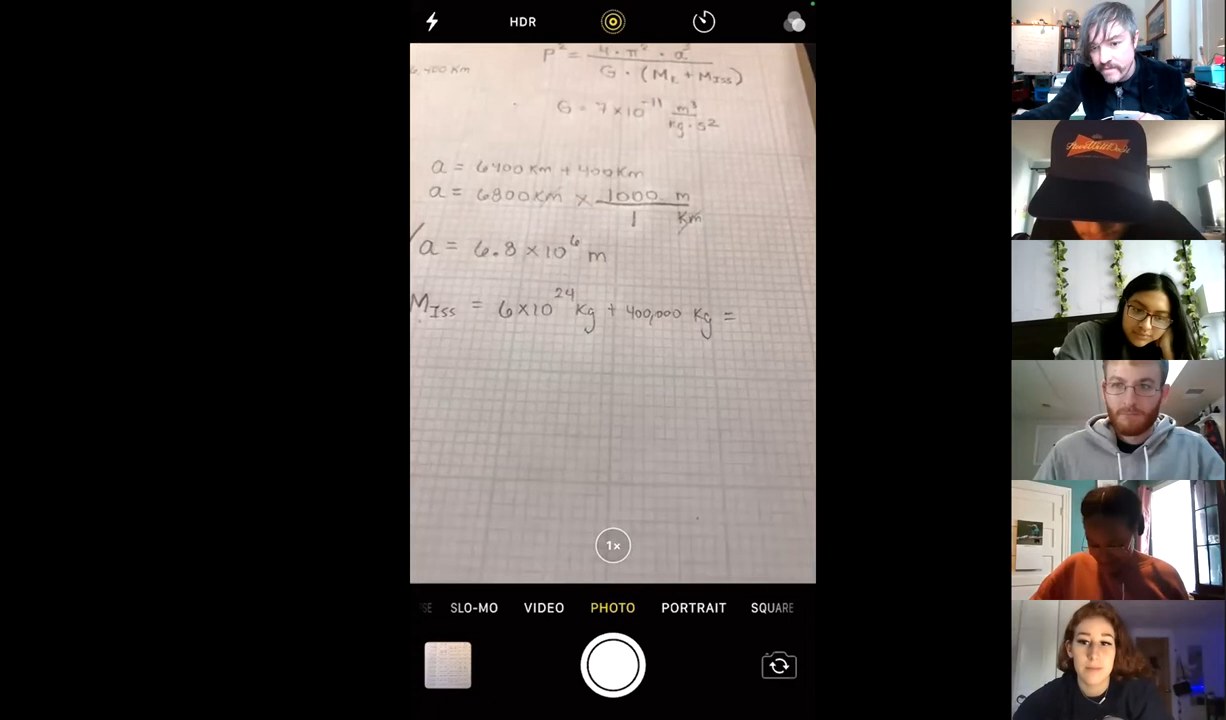 HDR
6,400 Km
P² = 4 · π² · a³
G · (ME + MISS)
G = 7 × 10⁻¹¹ m³
kg · s²
a = 6400 Km + 400 Km
a = 6800 Km × 1000 m
1 Km
a = 6.8 × 10⁶ m
MISS = 6×10²⁴ Kg + 400,000 Kg =
1×
SLO-MO VIDEO PHOTO PORTRAIT SQUARE